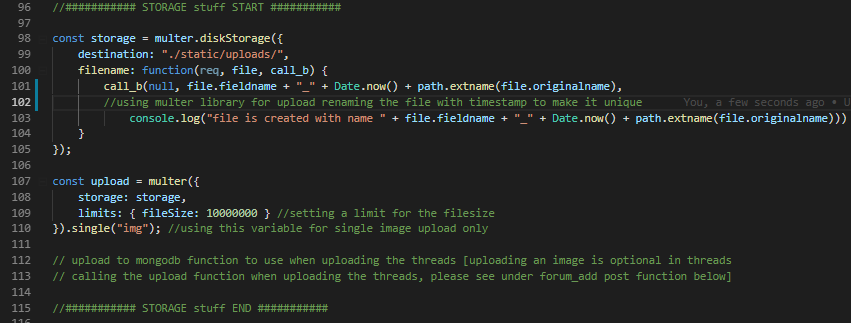 96 //########### STORAGE stuff START ###########
97
98 const storage = multer.diskStorage({
99 destination: "./static/uploads/",
100 filename: function(req, file, call_b) {
101 call_b(null, file.fieldname + "_" + Date.now() + path.extname(file.originalname),
102 //using multer library for upload renaming the file with timestamp to make it unique You, a few seconds ago • U
103 console.log("file is created with name " + file.fieldname + "_" + Date.now() + path.extname(file.originalname)))
104 }
105 });
106
107 const upload = multer({
108 storage: storage,
109 limits: { fileSize: 10000000 } //setting a limit for the filesize
110 }).single("img"); //using this variable for single image upload only
111
112 // upload to mongodb function to use when uploading the threads [uploading an image is optional in threads
113 // calling the upload function when uploading the threads, please see under forum_add post function below]
114
115 //########### STORAGE stuff END ###########
116